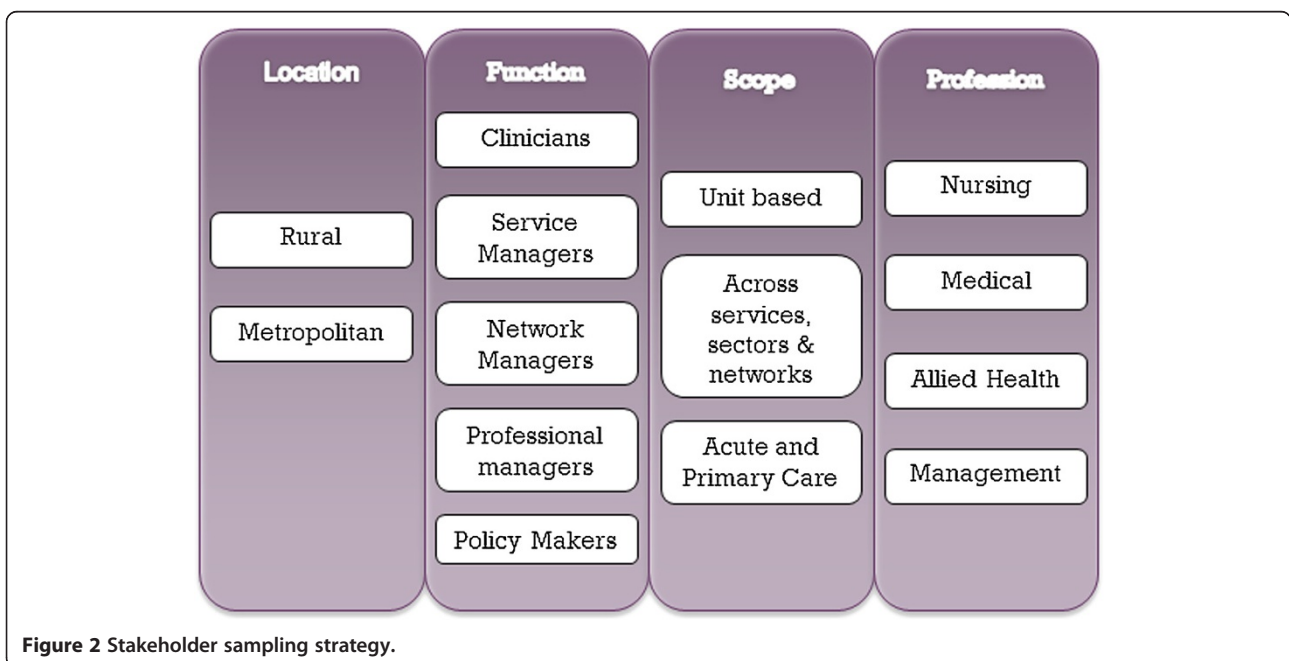 Location
Rural
Metropolitan
Function
Clinicians
Service
Managers
Network
Managers
Professional
managers
Policy Makers
Scope
Unit based
Across
services,
sectors &
networks
Acute and
Primary Care
Profession
Nursing
Medical
Allied Health
Management
Figure 2 Stakeholder sampling strategy.